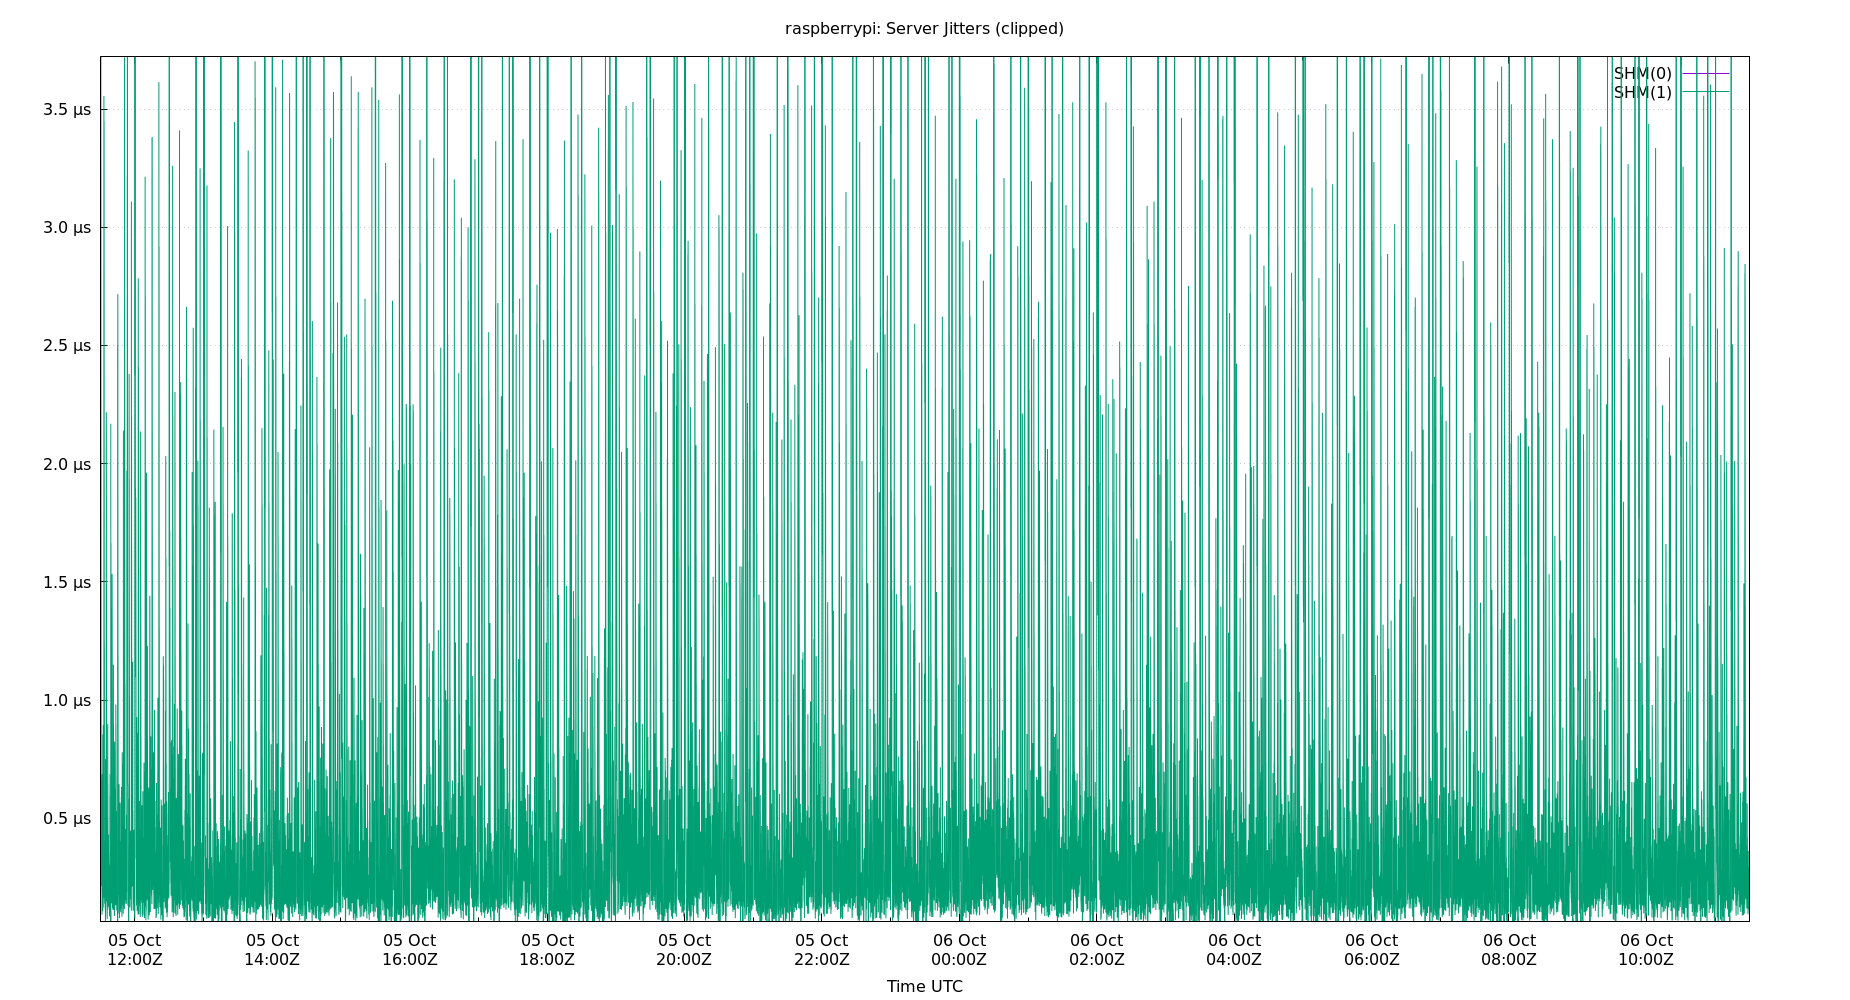 raspberrypi: Server Jitters (clipped)
SHM(0)
SHM(1)
3.5 µs
3.0 µs
2.5 µs
2.0 µs
1.5 µs
1.0 µs
0.5 µs
05 Oct 05 Oct 05 Oct 05 Oct 05 Oct 05 Oct 06 Oct 06 Oct 06 Oct 06 Oct 06 Oct 06 Oct
12:00Z 14:00Z 16:00Z 18:00Z 20:00Z 22:00Z 00:00Z 02:00Z 04:00Z 06:00Z 08:00Z 10:00Z
Time UTC